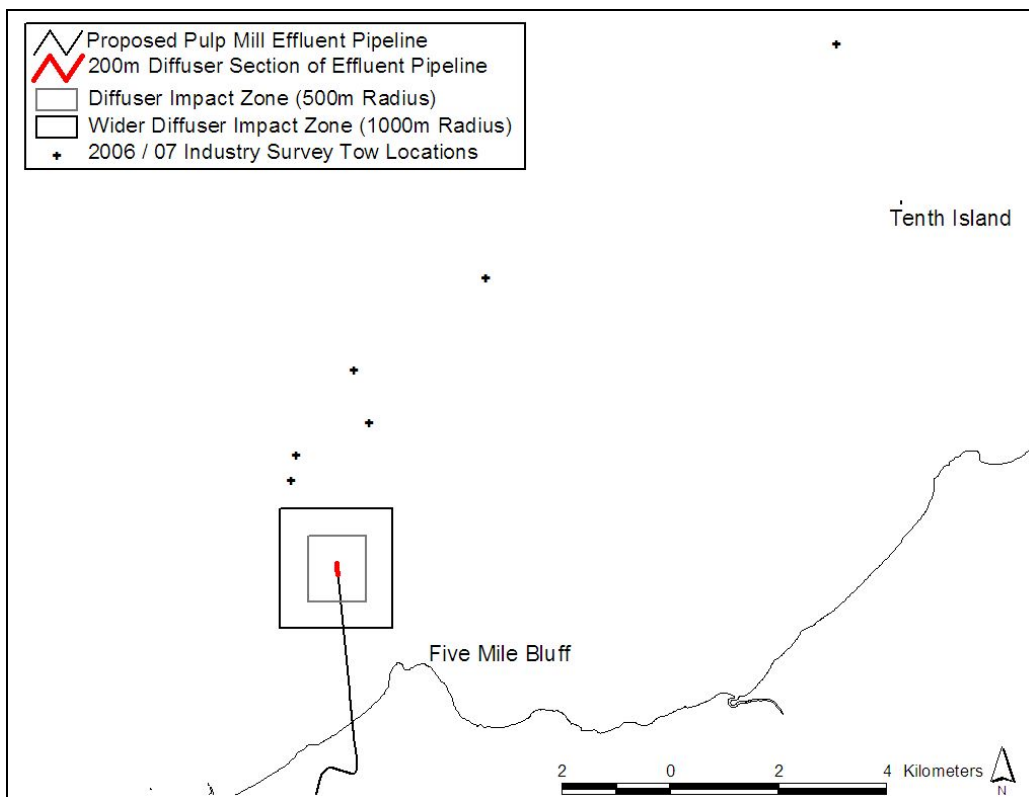 Proposed Pulp Mill Effluent Pipeline
200m Diffuser Section of Effluent Pipeline
Diffuser Impact Zone (500m Radius)
Wider Diffuser Impact Zone (1000m Radius)
2006 / 07 Industry Survey Tow Locations
Tenth Island
Five Mile Bluff
2 0 2 4 Kilometers
N